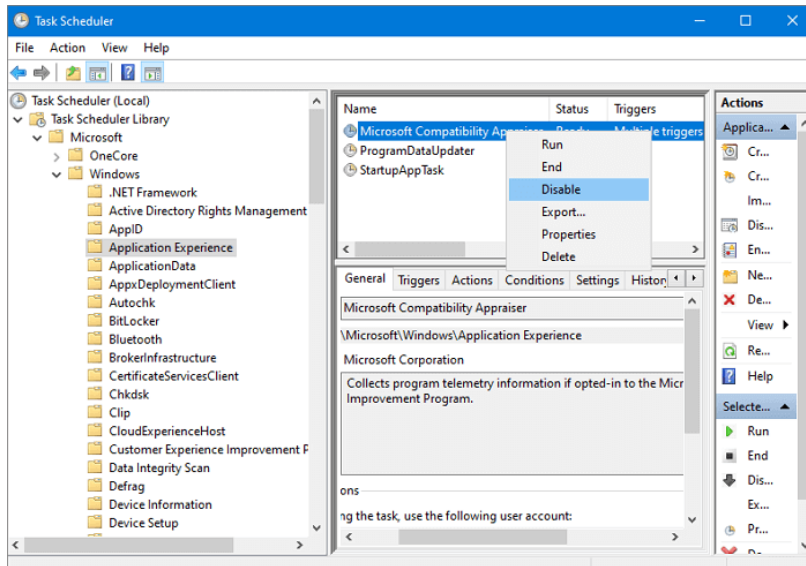 Task Scheduler
File Action View Help
Task Scheduler (Local)
Task Scheduler Library
Microsoft
OneCore
Windows
.NET Framework
Active Directory Rights Management
AppID
Application Experience
ApplicationData
AppxDeploymentClient
Autochk
BitLocker
Bluetooth
BrokerInfrastructure
CertificateServicesClient
Chkdsk
Clip
CloudExperienceHost
Customer Experience Improvement P
Data Integrity Scan
Defrag
Device Information
Device Setup
Name Status Triggers
Microsoft Compatibility Appraiser Ready Multiple triggers
ProgramDataUpdater
StartupAppTask
Run
End
Disable
Export...
Properties
Delete
General Triggers Actions Conditions Settings History
Microsoft Compatibility Appraiser
\Microsoft\Windows\Application Experience
Microsoft Corporation
Collects program telemetry information if opted-in to the Micr
Improvement Program.
ons
ng the task, use the following user account:
Actions
Applica...
Cr...
Cr...
Im...
Dis...
En...
Ne...
De...
View
Re...
Help
Selecte...
Run
End
Dis...
Ex...
Pr...